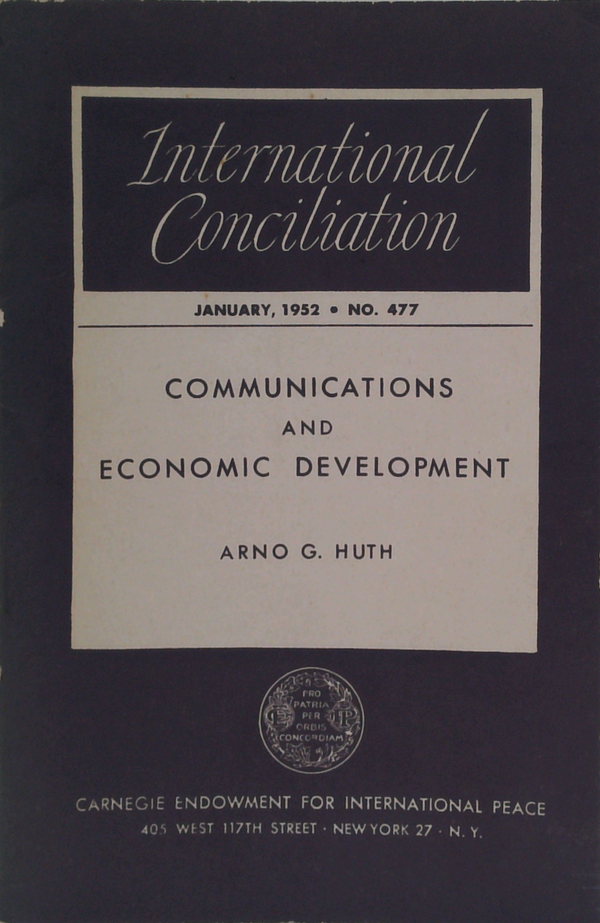 International
Conciliation
JANUARY, 1952 • NO. 477
COMMUNICATIONS
AND
ECONOMIC DEVELOPMENT
ARNO G. HUTH
PRO
PATRIA
PER
ORBIS
CONCORDIAM
CARNEGIE ENDOWMENT FOR INTERNATIONAL PEACE
405 WEST 117TH STREET · NEW YORK 27 · N. Y.